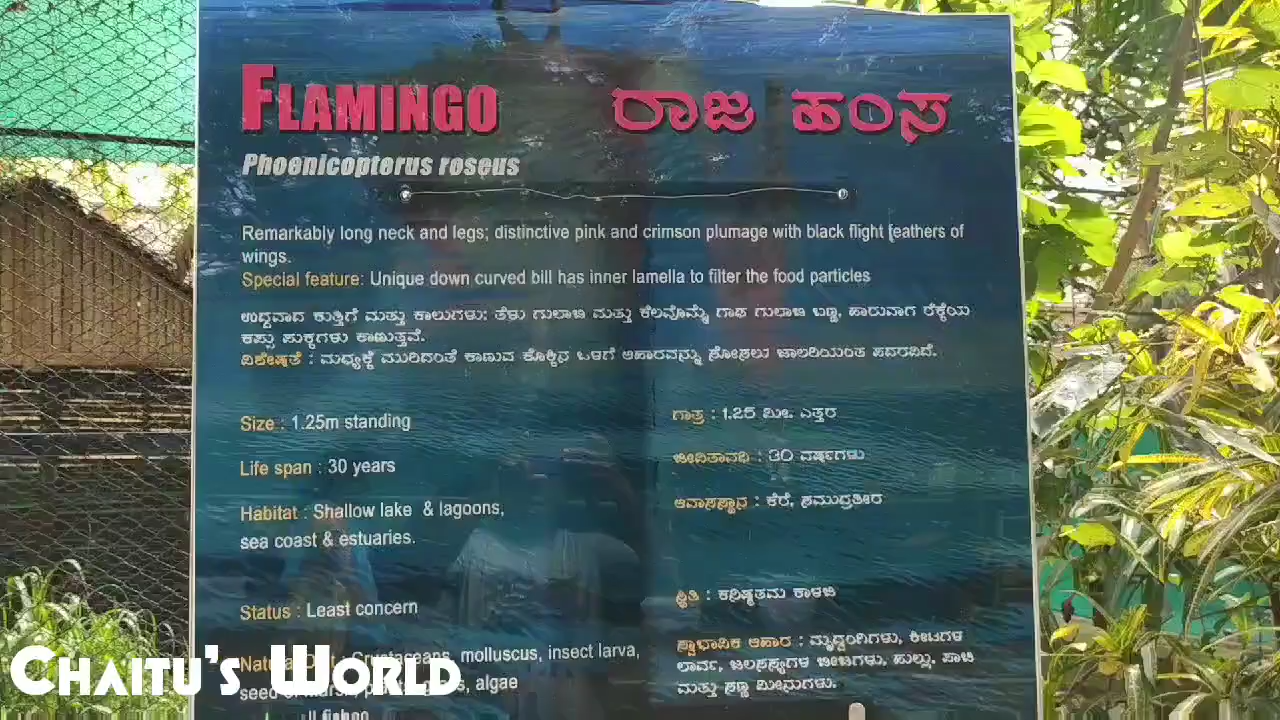 FLAMINGO ರಾಜ ಹಂಸ
Phoenicopterus roseus
Remarkably long neck and legs; distinctive pink and crimson plumage with black flight feathers of
wings.
Special feature: Unique down curved bill has inner lamella to filter the food particles
ಉದ್ದವಾದ ಕುತ್ತಿಗೆ ಮತ್ತು ಕಾಲುಗಳು; ತೆಳು ಗುಲಾಬಿ ಮತ್ತು ಕೆಲವೊಮ್ಮೆ ಗಾಢ ಗುಲಾಬಿ ಬಣ್ಣ, ಹಾರುವಾಗ ರೆಕ್ಕೆಯ
ಕಪ್ಪು ಪುಕ್ಕಗಳು ಕಾಣುತ್ತವೆ.
ವಿಶೇಷತೆ : ಮಧ್ಯಕ್ಕೆ ಮುರಿದಂತೆ ಕಾಣುವ ಕೊಕ್ಕಿನ ಒಳಗೆ ಆಹಾರವನ್ನು ಸೋಸಲು ಜಾಲರಿಯಂತ ಪದರವಿದೆ.
Size : 1.25m standing
ಗಾತ್ರ : 1.25 ಮೀ. ಎತ್ತರ
Life span : 30 years
ಜೀವಿತಾವಧಿ : 30 ವರ್ಷಗಳು
Habitat : Shallow lake & lagoons,
sea coast & estuaries.
ಆವಾಸಸ್ಥಾನ : ಕೆರೆ, ಸಮುದ್ರತೀರ
Status : Least concern
ಸ್ಥಿತಿ : ಕನಿಷ್ಠತಮ ಕಾಳಜಿ
Crustaceans, molluscus, insect larva,
seed algae
ಸ್ವಾಭಾವಿಕ ಆಹಾರ : ಮೃದ್ವಂಗಿಗಳು, ಕೀಟಗಳ
ಲಾರ್ವ, ಜಲಸಸ್ಯಗಳ ಬೀಜಗಳು, ಹುಲ್ಲು, ಪಾಚಿ
ಮತ್ತು ಸಣ್ಣ ಮೀನುಗಳು.
CHAITU'S WORLD